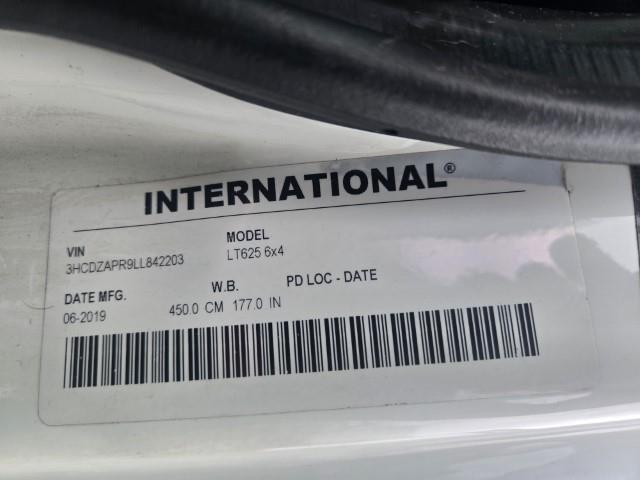 INTERNATIONAL®
VIN MODEL
3HCDZAPR9LL842203 LT625 6x4
DATE MFG. W.B. PD LOC - DATE
06-2019 450.0 CM 177.0 IN